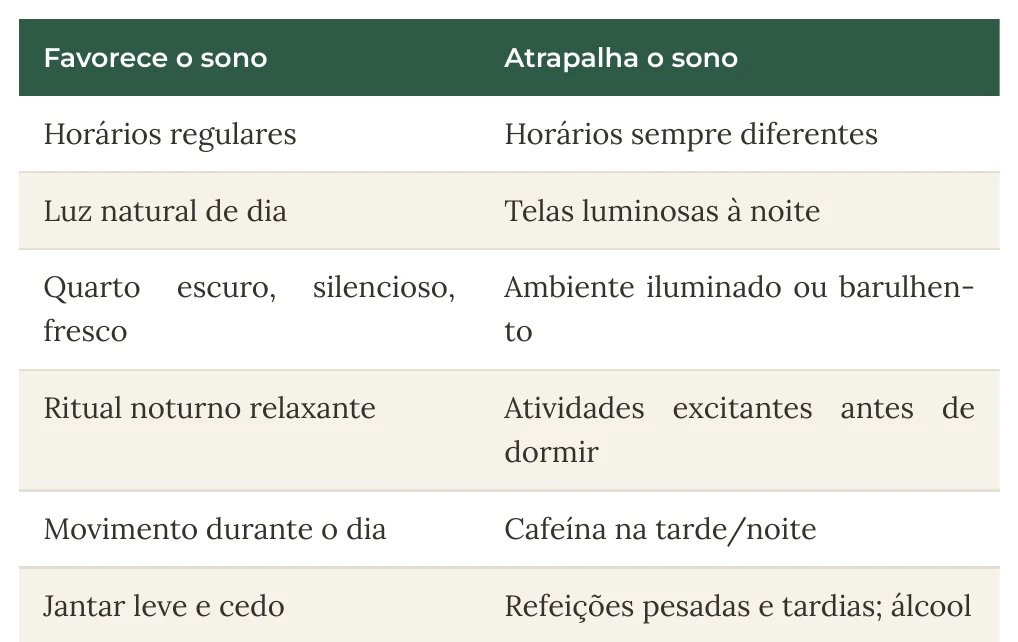 Favorece o sono
Atrapalha o sono
Horários regulares
Horários sempre diferentes
Luz natural de dia
Telas luminosas à noite
Quarto escuro, silencioso,
fresco
Ambiente iluminado ou barulhen-
to
Ritual noturno relaxante
Atividades excitantes antes de
dormir
Movimento durante o dia
Cafeína na tarde/noite
Jantar leve e cedo
Refeições pesadas e tardias; álcool